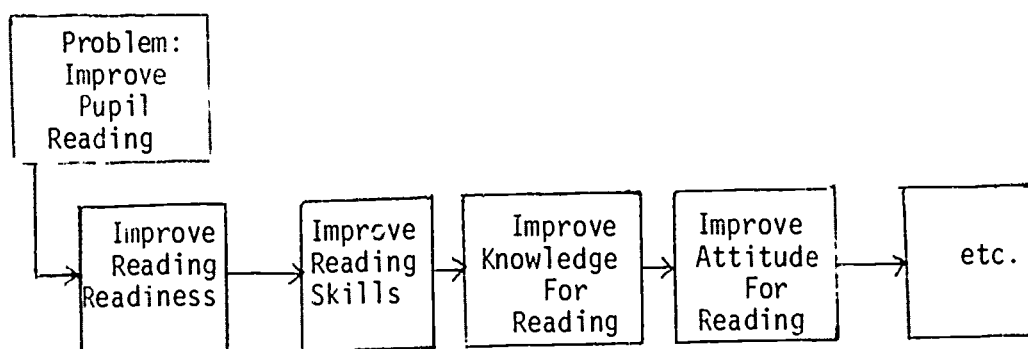 Problem:
Improve
Pupil
Reading
Improve
Reading
Readiness
Improve
Reading
Skills
Improve
Knowledge
For
Reading
Improve
Attitude
For
Reading
etc.